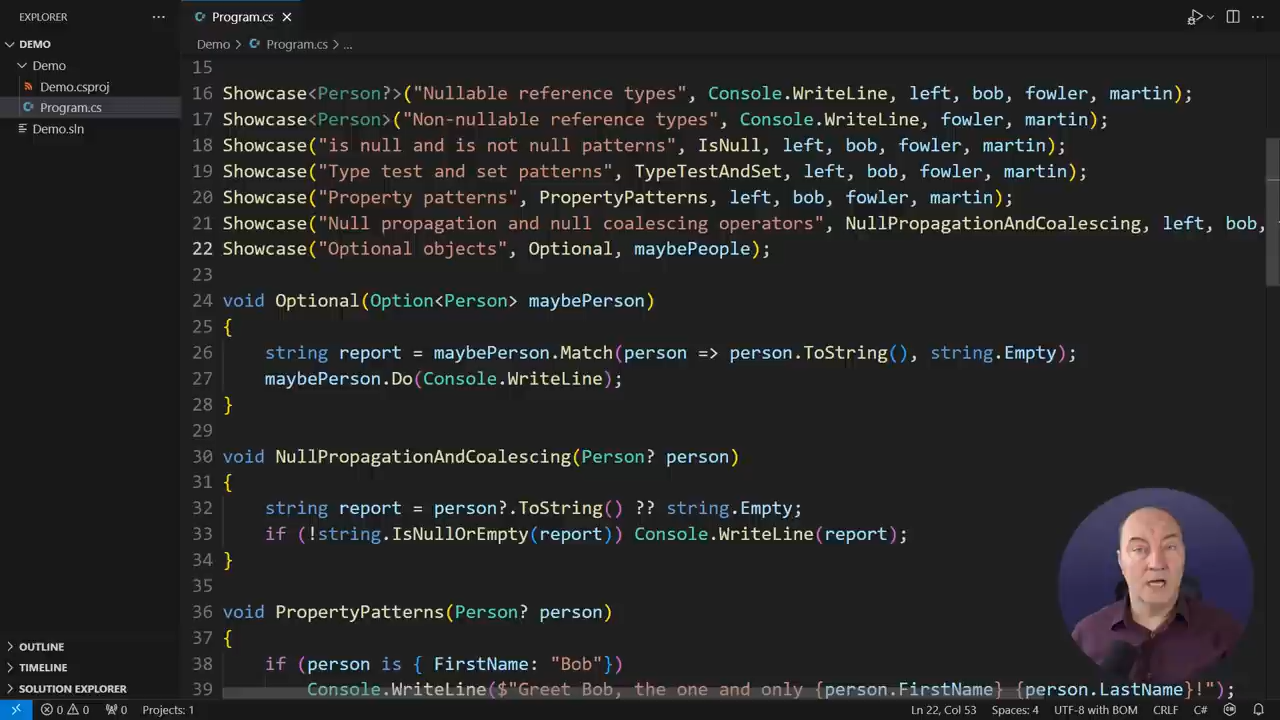 EXPLORER
Program.cs
DEMO
Demo
Demo.csproj
Program.cs
Demo.sln
OUTLINE
TIMELINE
SOLUTION EXPLORER
Demo > Program.cs > ...
15
16 Showcase<Person?>("Nullable reference types", Console.WriteLine, left, bob, fowler, martin);
17 Showcase<Person>("Non-nullable reference types", Console.WriteLine, fowler, martin);
18 Showcase("is null and is not null patterns", IsNull, left, bob, fowler, martin);
19 Showcase("Type test and set patterns", TypeTestAndSet, left, bob, fowler, martin);
20 Showcase("Property patterns", PropertyPatterns, left, bob, fowler, martin);
21 Showcase("Null propagation and null coalescing operators", NullPropagationAndCoalescing, left, bob,
22 Showcase("Optional objects", Optional, maybePeople);
23
24 void Optional(Option<Person> maybePerson)
25 {
26 string report = maybePerson.Match(person => person.ToString(), string.Empty);
27 maybePerson.Do(Console.WriteLine);
28 }
29
30 void NullPropagationAndCoalescing(Person? person)
31 {
32 string report = person?.ToString() ?? string.Empty;
33 if (!string.IsNullOrEmpty(report)) Console.WriteLine(report);
34 }
35
36 void PropertyPatterns(Person? person)
37 {
38 if (person is { FirstName: "Bob"})
39 Console.WriteLine($"Greet Bob, the one and only {person.FirstName} {person.LastName}!");
0 0 0 Projects: 1
Ln 22, Col 53 Spaces: 4 UTF-8 with BOM CRLF C#